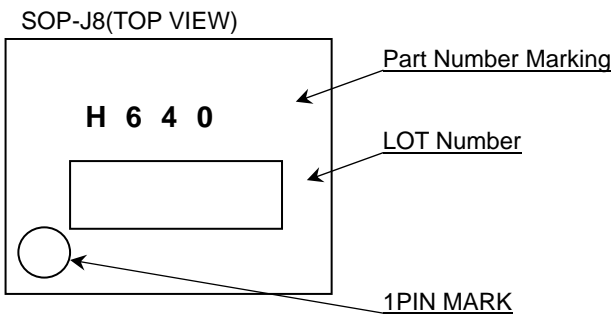 SOP-J8(TOP VIEW)
Part Number Marking
H 6 4 0
LOT Number
1PIN MARK